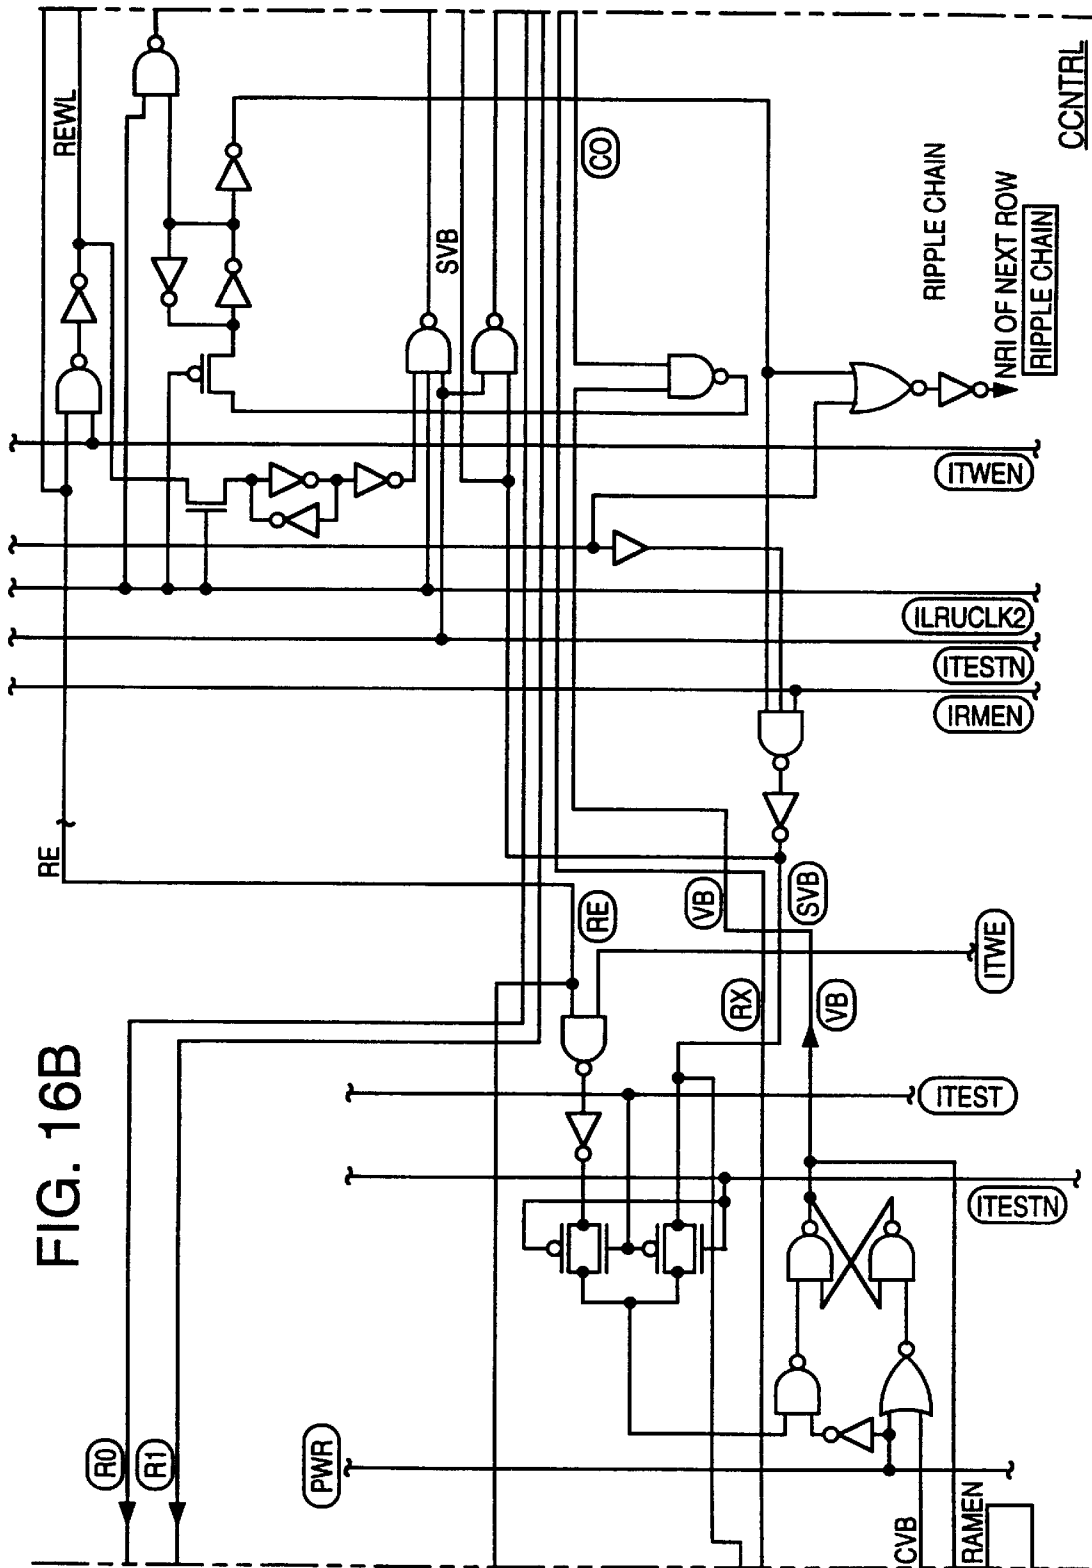 FIG. 16B
R0
R1
PWR
CVB
RAMEN
RE
REWL
RE
ITWE
ITEST
ITESTN
VB
VB
RX
SVB
SVB
CO
ITWEN
ILRUCLK2
ITESTN
IRMEN
RIPPLE CHAIN
NRI OF NEXT ROW
RIPPLE CHAIN
CCNTRL